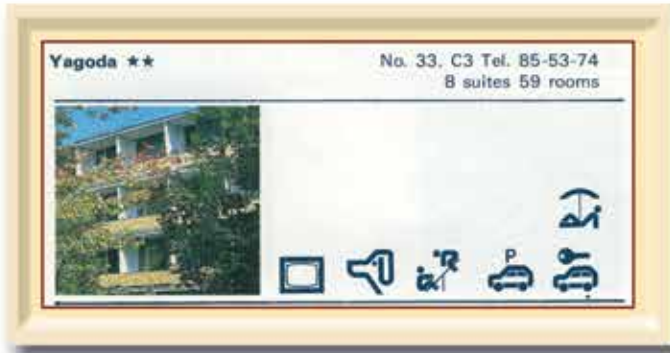 Yagoda ★★
No. 33, C3 Tel. 85-53-74
8 suites 59 rooms
P